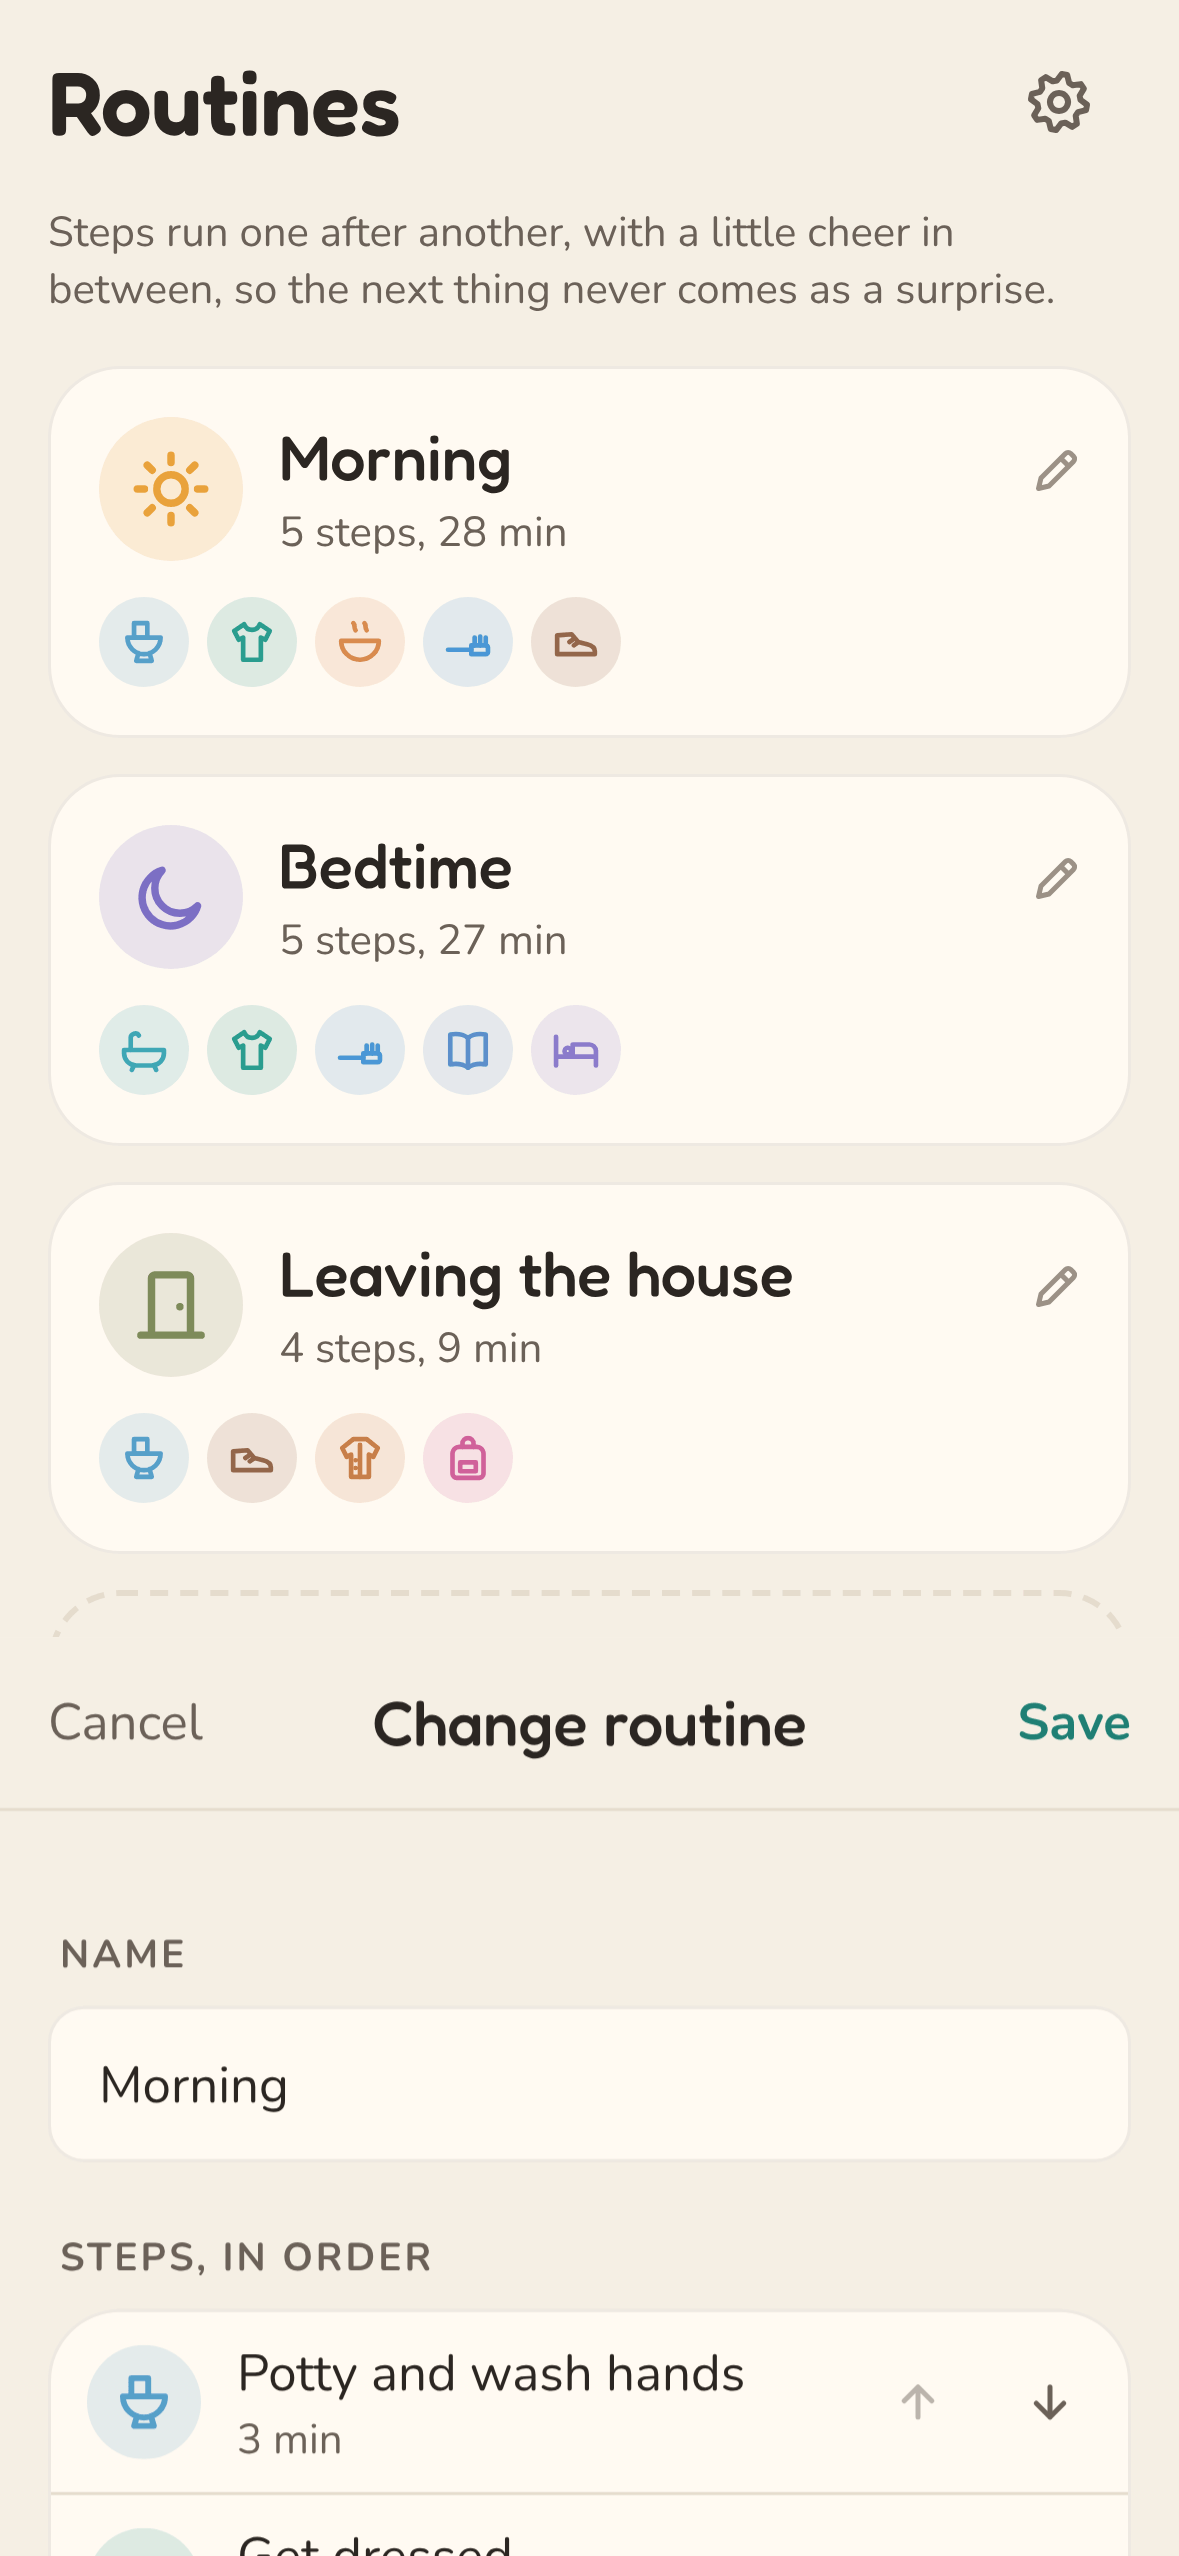 Routines
Steps run one after another, with a little cheer in
between, so the next thing never comes as a surprise.
Morning
5 steps, 28 min
Bedtime
5 steps, 27 min
Leaving the house
4 steps, 9 min
Cancel
Change routine
Save
NAME
Morning
STEPS, IN ORDER
Potty and wash hands
3 min
Get dressed